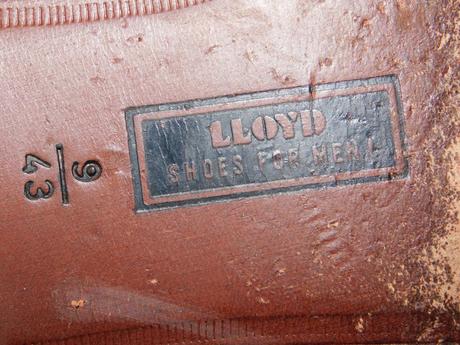 LLOYD
SHOES FOR MEN
9
43